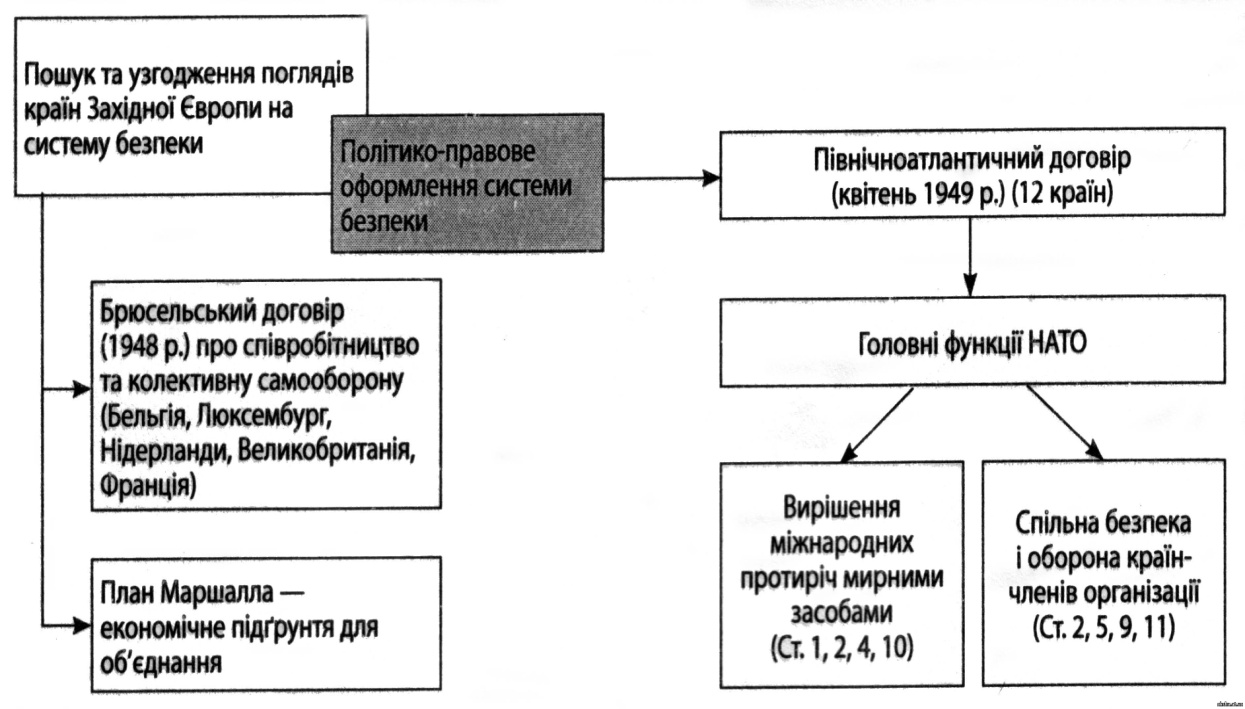 Пошук та узгодження поглядів
країн Західної Європи на
систему безпеки
Політико-правове
оформлення системи
безпеки
Північноатлантичний договір
(квітень 1949 р.) (12 країн)
Брюсельський договір
(1948 р.) про співробітництво
та колективну самооборону
(Бельгія, Люксембург,
Нідерланди, Великобританія,
Франція)
План Маршалла —
економічне підґрунтя для
об’єднання
Головні функції НАТО
Вирішення
міжнародних
протиріч мирними
засобами
(Ст. 1, 2, 4, 10)
Спільна безпека
і оборона країн-
членів організації
(Ст. 2, 5, 9, 11)